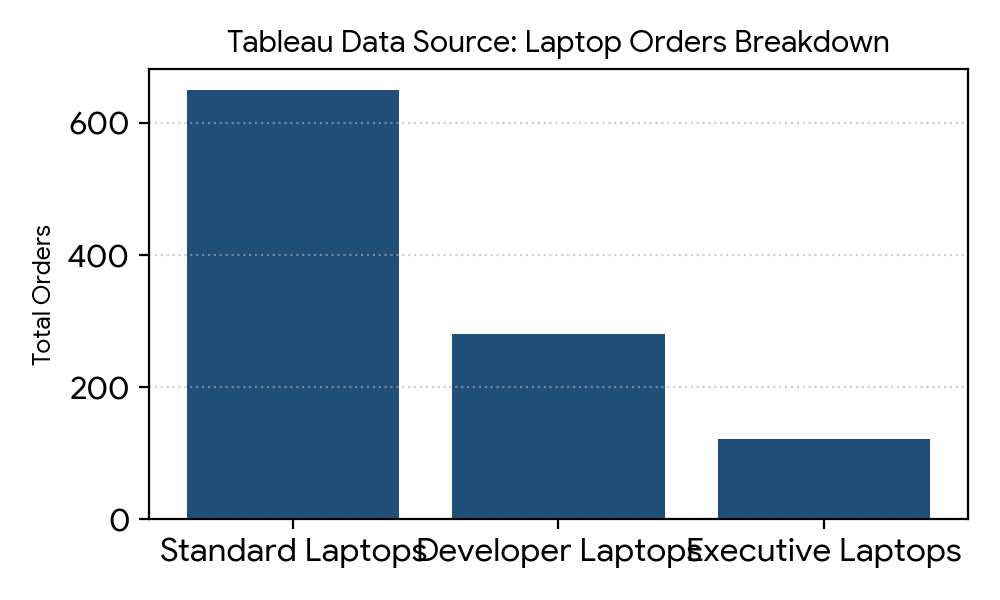 Tableau Data Source: Laptop Orders Breakdown
Total Orders
600
400
200
0
Standard Laptops
Developer Laptops
Executive Laptops